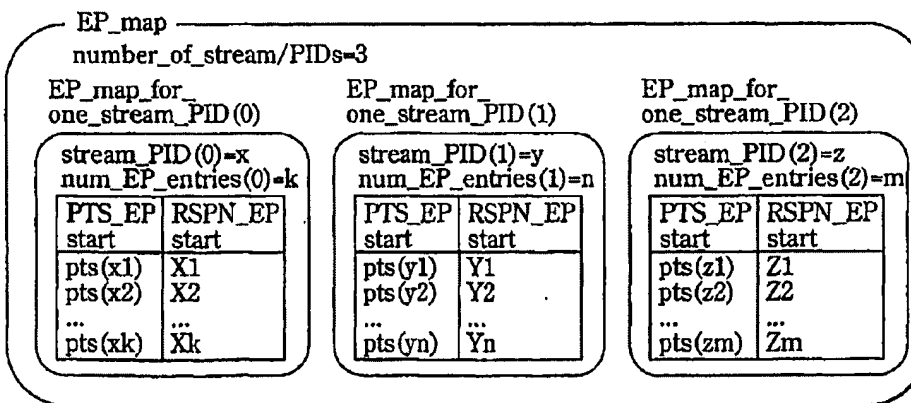 EP_map
number_of_stream/PIDs=3
EP_map_for_
one_stream_PID(0)
stream_PID(0)=x
num_EP_entries(0)=k
PTS_EP start RSPN_EP start
pts(x1) X1
pts(x2) X2
... ...
pts(xk) Xk
EP_map_for_
one_stream_PID(1)
stream_PID(1)=y
num_EP_entries(1)=n
PTS_EP start RSPN_EP start
pts(y1) Y1
pts(y2) Y2
... ...
pts(yn) Yn
EP_map_for_
one_stream_PID(2)
stream_PID(2)=z
num_EP_entries(2)=m
PTS_EP start RSPN_EP start
pts(z1) Z1
pts(z2) Z2
... ...
pts(zm) Zm